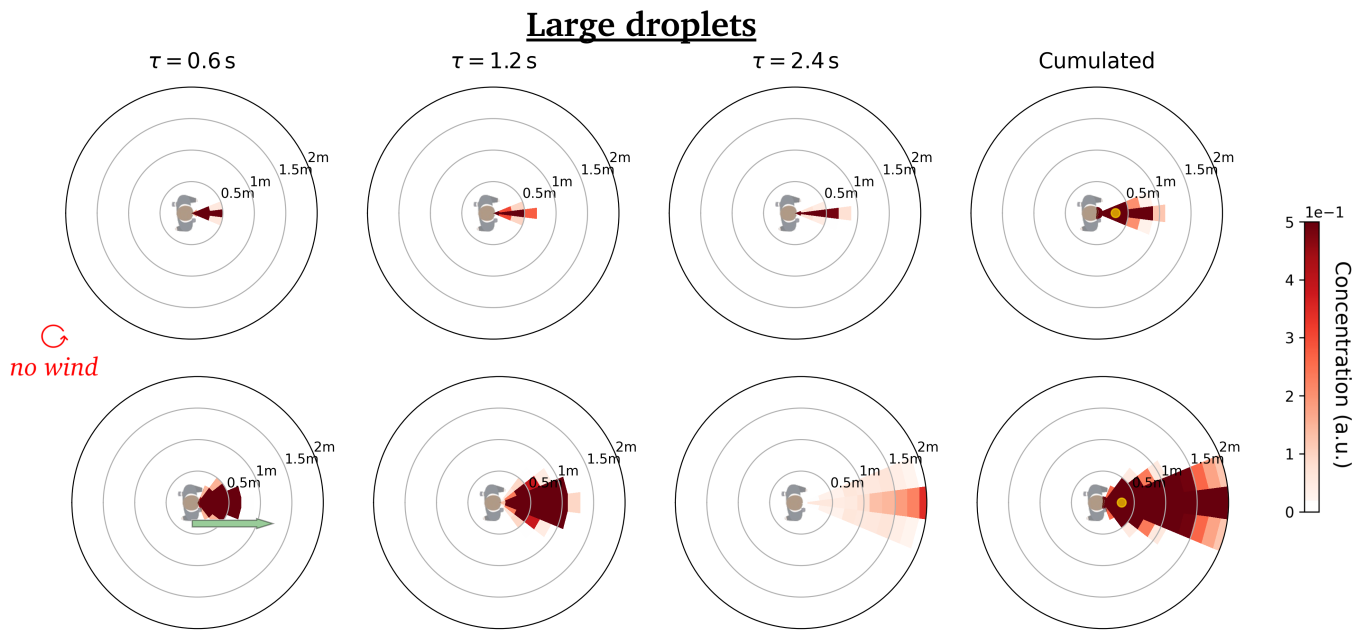 Large droplets
τ = 0.6 s
τ = 1.2 s
τ = 2.4 s
Cumulated
2m
1.5m
1m
0.5m
2m
1.5m
1m
0.5m
2m
1.5m
1m
0.5m
2m
1.5m
1m
0.5m
no wind
2m
1.5m
1m
0.5m
2m
1.5m
1m
0.5m
2m
1.5m
1m
0.5m
2m
1.5m
1m
0.5m
5 1e−1
4
3
2
1
0
Concentration (a.u.)